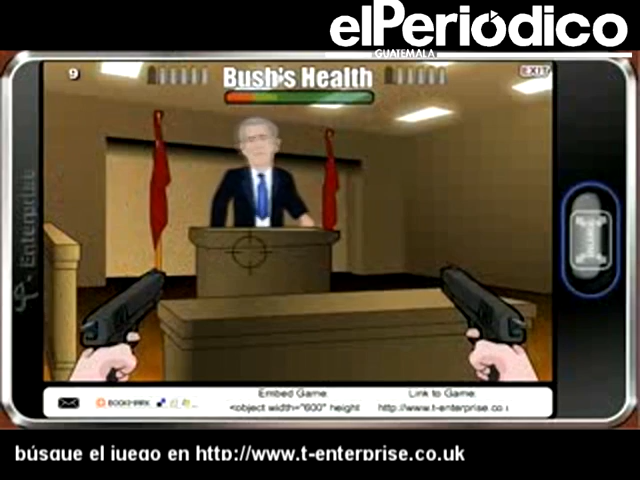 elPeriódico
GUATEMALA
9
Bush's Health
EXIT
T-Enterprise
BOOKMARK
Embed Game:
<object width="600" height
Link to Game:
http://www.t-enterprise.co.u
búsque el juego en http://www.t-enterprise.co.uk